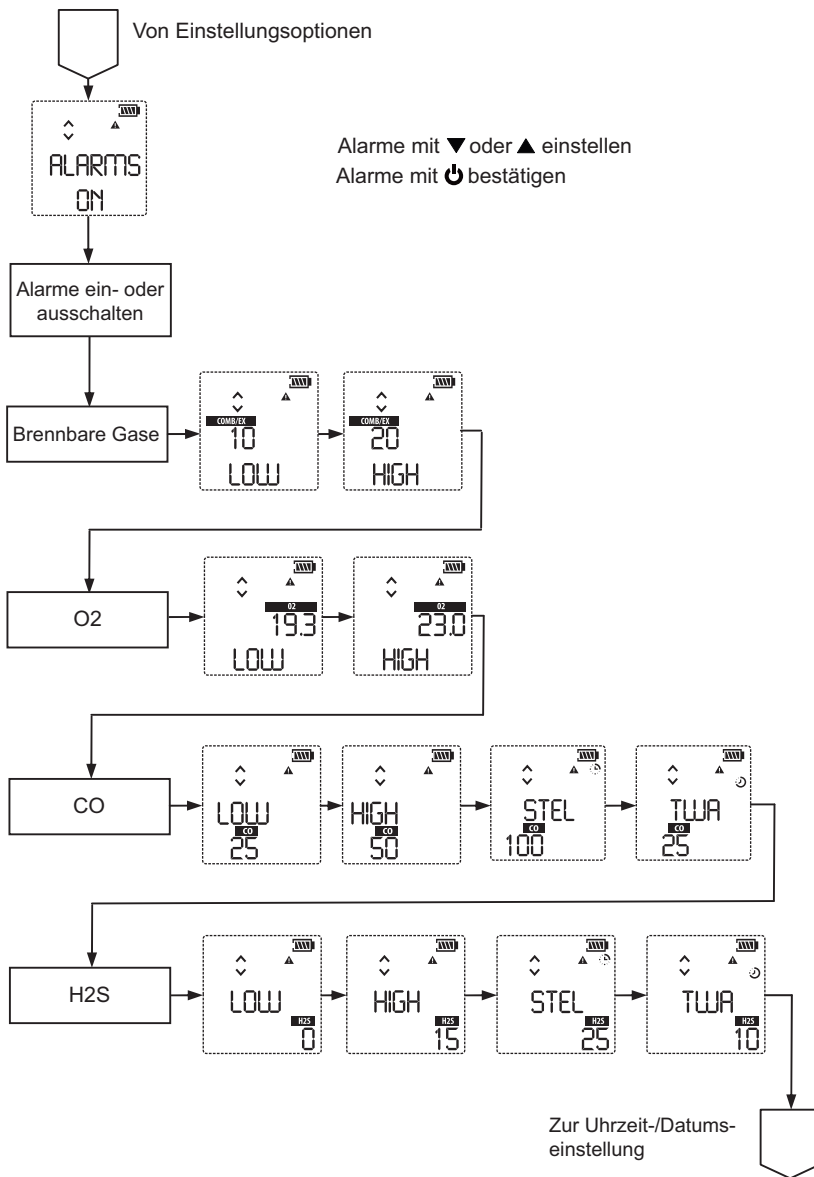 Von Einstellungsoptionen
ALARMS
ON
Alarme mit ▼ oder ▲ einstellen
Alarme mit ⏻ bestätigen
Alarme ein- oder
ausschalten
Brennbare Gase
COMB/EX
10
LOW
COMB/EX
20
HIGH
O2
O2
19.3
LOW
O2
23.0
HIGH
CO
LOW
CO
25
HIGH
CO
50
STEL
CO
100
TWA
CO
25
H2S
LOW
H2S
0
HIGH
H2S
15
STEL
H2S
25
TWA
H2S
10
Zur Uhrzeit-/Datums-
einstellung